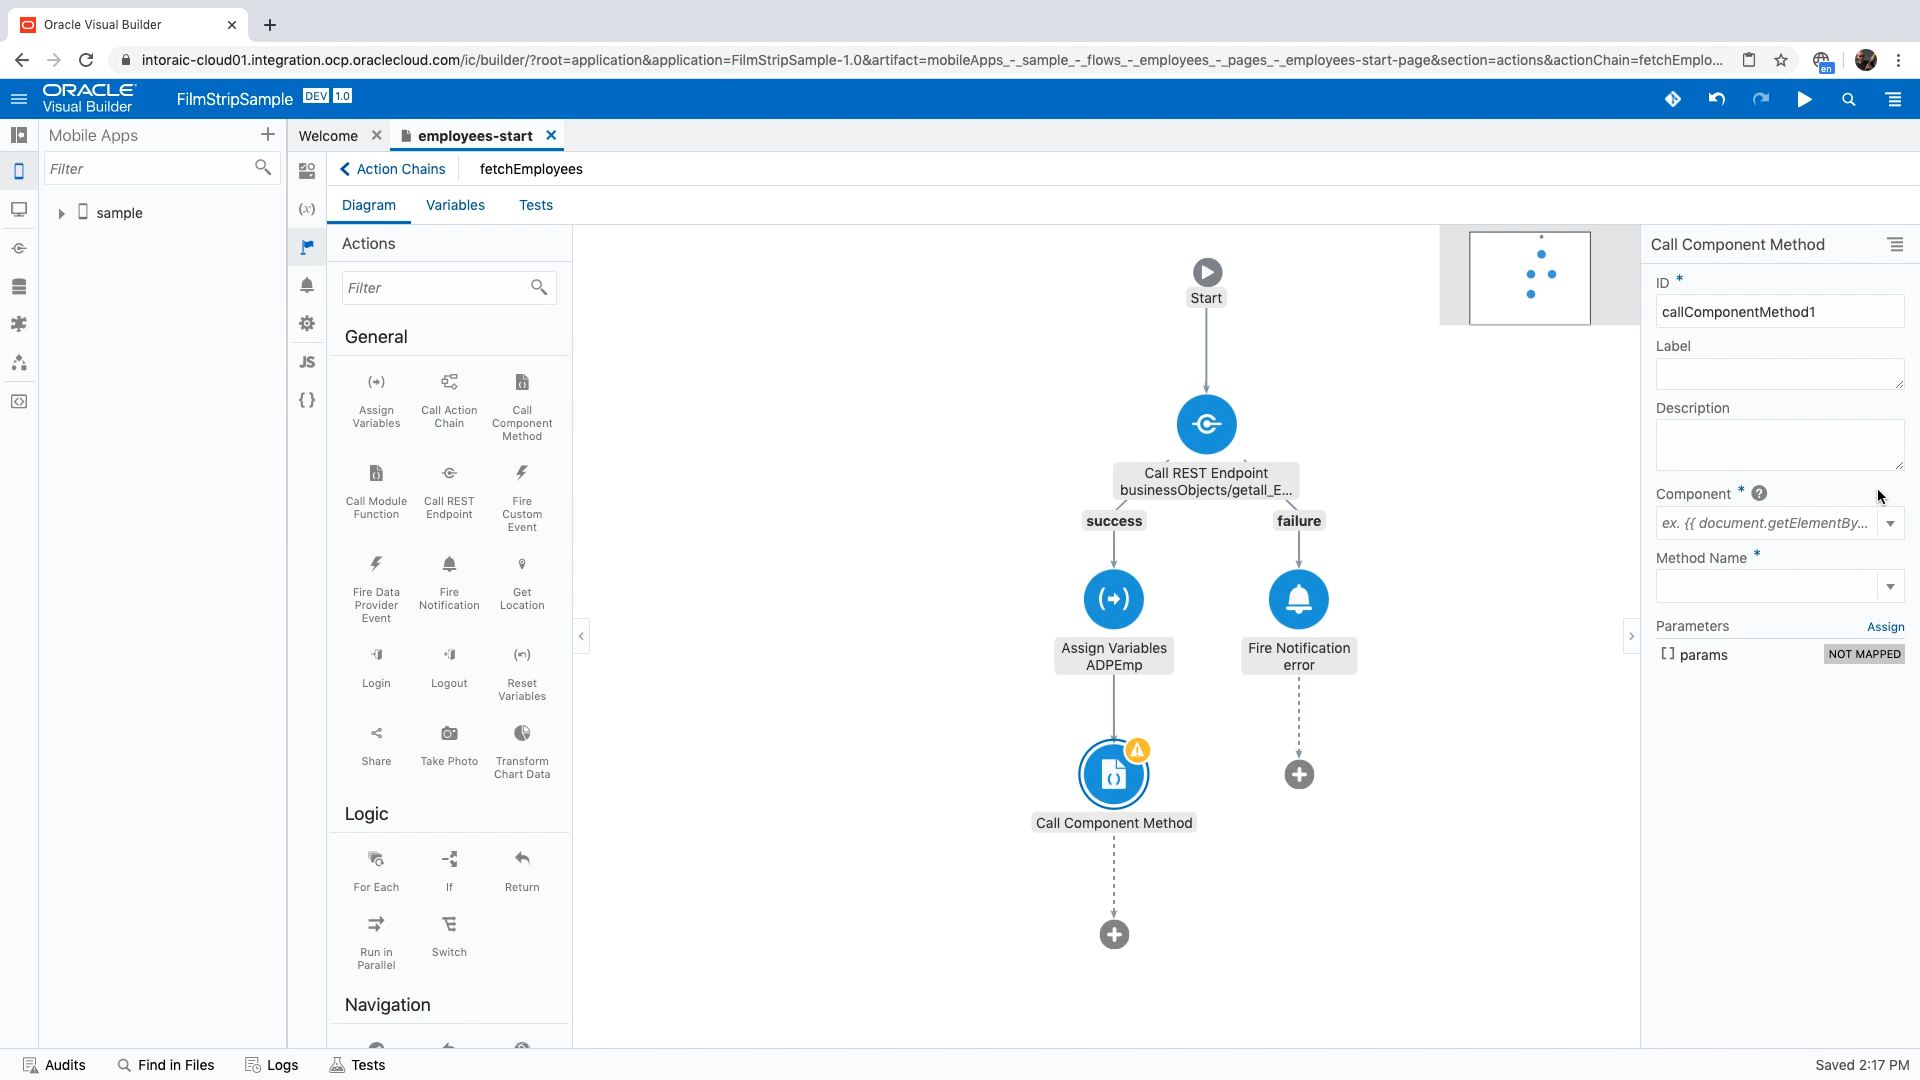 Oracle Visual Builder
intoraic-cloud01.integration.ocp.oraclecloud.com/ic/builder/?root=application&application=FilmStripSample-1.0&artifact=mobileApps_-_sample_-_flows_-_employees_-_pages_-_employees-start-page&section=actions&actionChain=fetchEmplo...
en
ORACLE
Visual Builder
FilmStripSample DEV 1.0
Mobile Apps
Welcome
employees-start
Filter
Action Chains
fetchEmployees
sample
(x)
Diagram
Variables
Tests
Actions
Filter
General
Assign Variables
Call Action Chain
Call Component Method
JS
{ }
Call Module Function
Call REST Endpoint
Fire Custom Event
Fire Data Provider Event
Fire Notification
Get Location
Login
Logout
Reset Variables
Share
Take Photo
Transform Chart Data
Logic
For Each
If
Return
Run in Parallel
Switch
Navigation
Start
Call REST Endpoint
businessObjects/getall_E...
success
failure
Assign Variables
ADPEmp
Fire Notification
error
Call Component Method
Call Component Method
ID *
callComponentMethod1
Label
Description
Component * ?
ex. {{ document.getElementBy...
Method Name *
Parameters
Assign
[ ] params
NOT MAPPED
Audits
Find in Files
Logs
Tests
Saved 2:17 PM